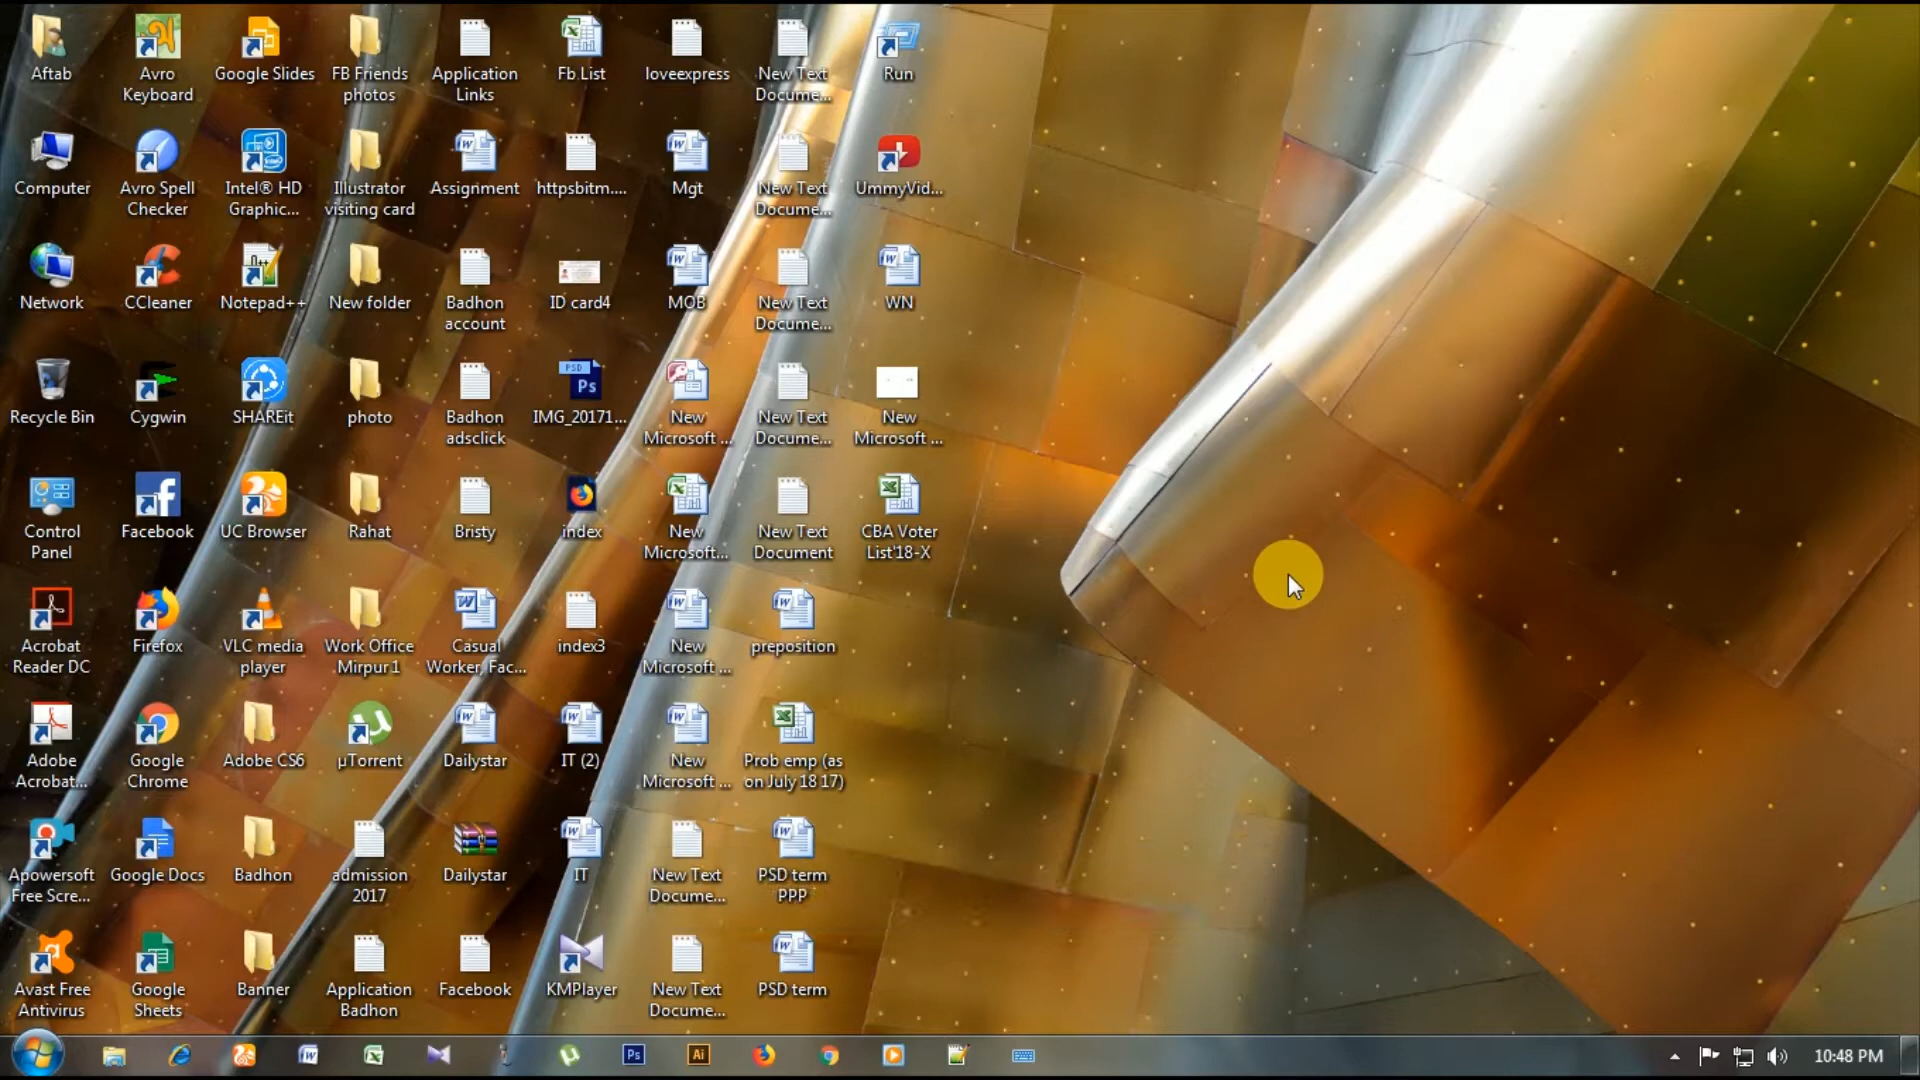 Aftab
Avro
Keyboard
Google Slides
FB Friends
photos
Application
Links
Fb List
loveexpress
New Text
Docume...
Run
Computer
Avro Spell
Checker
Intel® HD
Graphic...
Illustrator
visiting card
Assignment
httpsbitm....
Mgt
New Text
Docume...
UmmyVid...
Network
CCleaner
Notepad++
New folder
Badhon
account
ID card4
MOB
New Text
Docume...
WN
Recycle Bin
Cygwin
SHAREit
photo
Badhon
adsclick
PSD
Ps
IMG_20171...
New
Microsoft ...
New Text
Docume...
New
Microsoft ...
Control
Panel
Facebook
UC Browser
Rahat
Bristy
index
New
Microsoft...
New Text
Document
CBA Voter
List'18-X
Acrobat
Reader DC
Firefox
VLC media
player
Work Office
Mirpur 1
Casual
Worker, Fac...
index3
New
Microsoft ...
preposition
Adobe
Acrobat...
Google
Chrome
Adobe CS6
µTorrent
Dailystar
IT (2)
New
Microsoft ...
Prob emp (as
on July 18 17)
Apowersoft
Free Scre...
Google Docs
Badhon
admission
2017
Dailystar
IT
New Text
Docume...
PSD term
PPP
Avast Free
Antivirus
Google
Sheets
Banner
Application
Badhon
Facebook
KMPlayer
New Text
Docume...
PSD term
Ps
Ai
10:48 PM